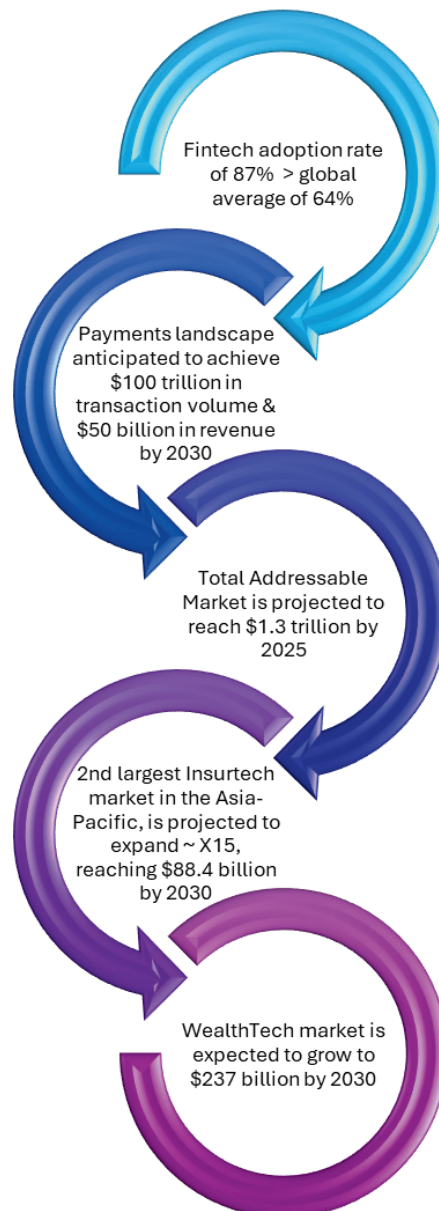 Fintech adoption rate
of 87%  > global
average of 64%
Payments landscape
anticipated to achieve
$100 trillion in
transaction volume &
$50 billion in revenue
by 2030
Total Addressable
Market is projected to
reach $1.3 trillion by
2025
2nd largest Insurtech
market in the Asia-
Pacific, is projected to
expand ~ X15,
reaching $88.4 billion
by 2030
WealthTech market is
expected to grow to
$237 billion by 2030